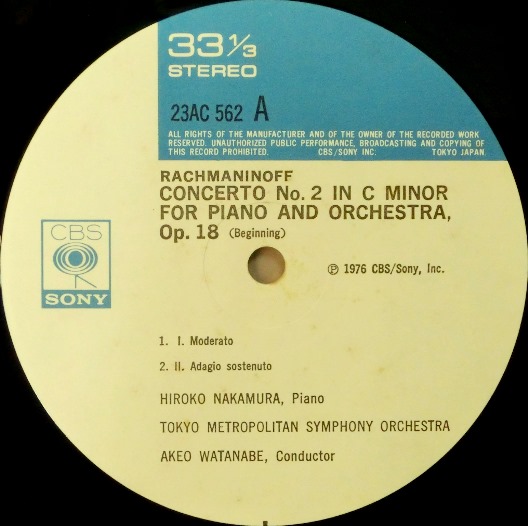 33 1/3
STEREO
23AC 562 A
ALL RIGHTS OF THE MANUFACTURER AND OF THE OWNER OF THE RECORDED WORK
RESERVED. UNAUTHORIZED PUBLIC PERFORMANCE, BROADCASTING AND COPYING OF
THIS RECORD PROHIBITED. CBS/SONY INC. TOKYO JAPAN.
RACHMANINOFF
CONCERTO No. 2 IN C MINOR
FOR PIANO AND ORCHESTRA,
Op. 18 (Beginning)
CBS
SONY
℗ 1976 CBS/Sony, Inc.
1. I. Moderato
2. II. Adagio sostenuto
HIROKO NAKAMURA, Piano
TOKYO METROPOLITAN SYMPHONY ORCHESTRA
AKEO WATANABE, Conductor